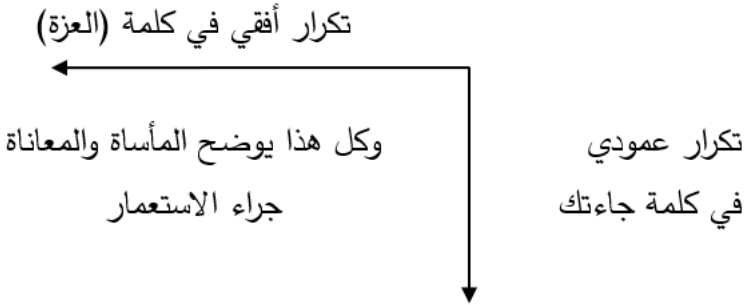 تكرار أفقي في كلمة (العزة)
تكرار عمودي
في كلمة جاءتك
وكل هذا يوضح المأساة والمعاناة
جراء الاستعمار